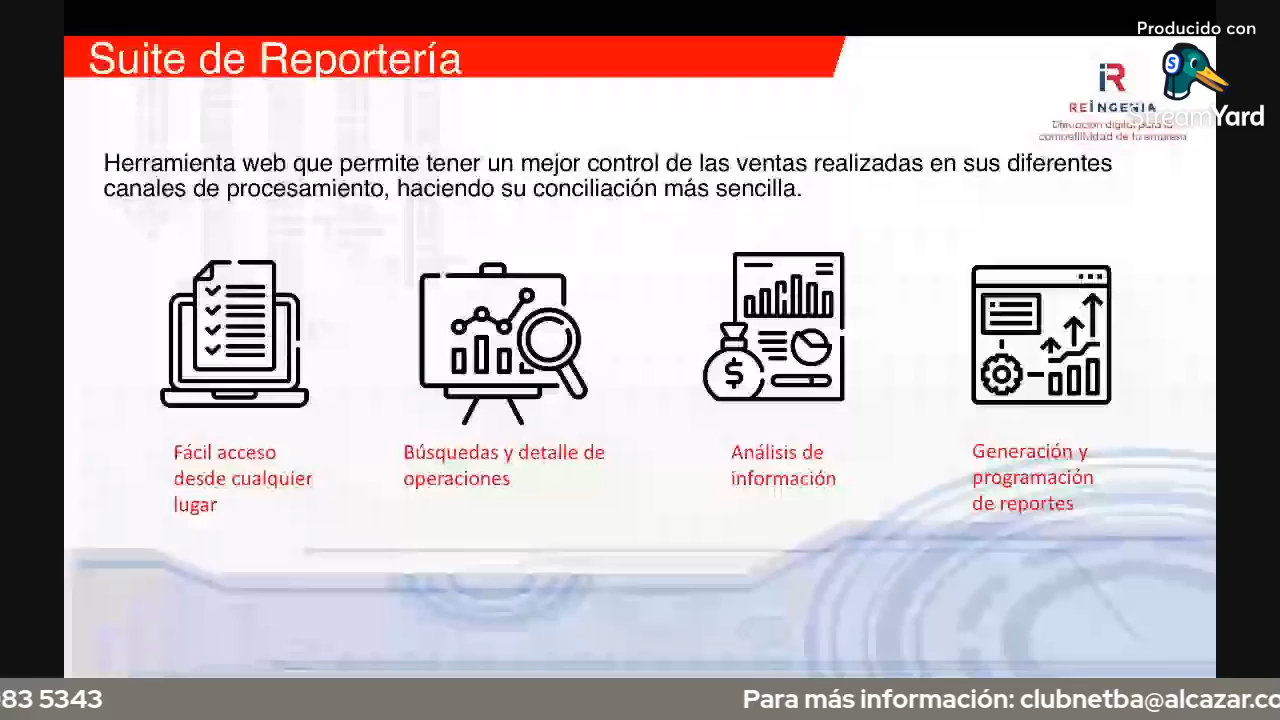 Producido con
StreamYard
Suite de Reportería
REINGENIA
Herramienta web que permite tener un mejor control de las ventas realizadas en sus diferentes
canales de procesamiento, haciendo su conciliación más sencilla.
Fácil acceso
desde cualquier
lugar
Búsquedas y detalle de
operaciones
Análisis de
información
Generación y
programación
de reportes
83 5343
Para más información: clubnetba@alcazar.co